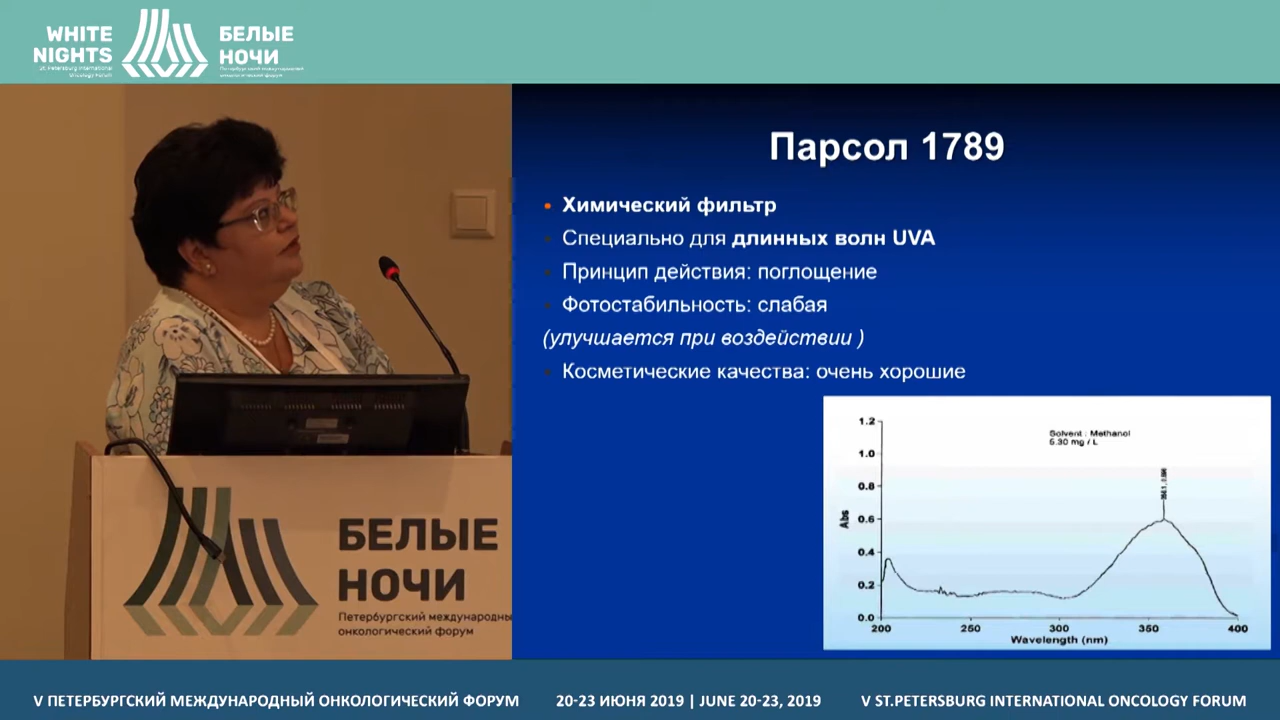 WHITE
NIGHTS
St. Petersburg International
Oncology Forum
БЕЛЫЕ
НОЧИ
Петербургский международный
онкологический форум
Парсол 1789
• Химический фильтр
Специально для длинных волн UVA
Принцип действия: поглощение
Фотостабильность: слабая
(улучшается при воздействии )
Косметические качества: очень хорошие
Solvent : Methanol
5.30 mg / L
1.2
1.0
0.8
0.6
0.4
0.2
0.0
Abs
200 250 300 350 400
Wavelength (nm)
БЕЛЫЕ
НОЧИ
Петербургский международны
онкологический форум
V ПЕТЕРБУРГСКИЙ МЕЖДУНАРОДНЫЙ ОНКОЛОГИЧЕСКИЙ ФОРУМ
20-23 ИЮНЯ 2019 | JUNE 20-23, 2019
V ST.PETERSBURG INTERNATIONAL ONCOLOGY FORUM